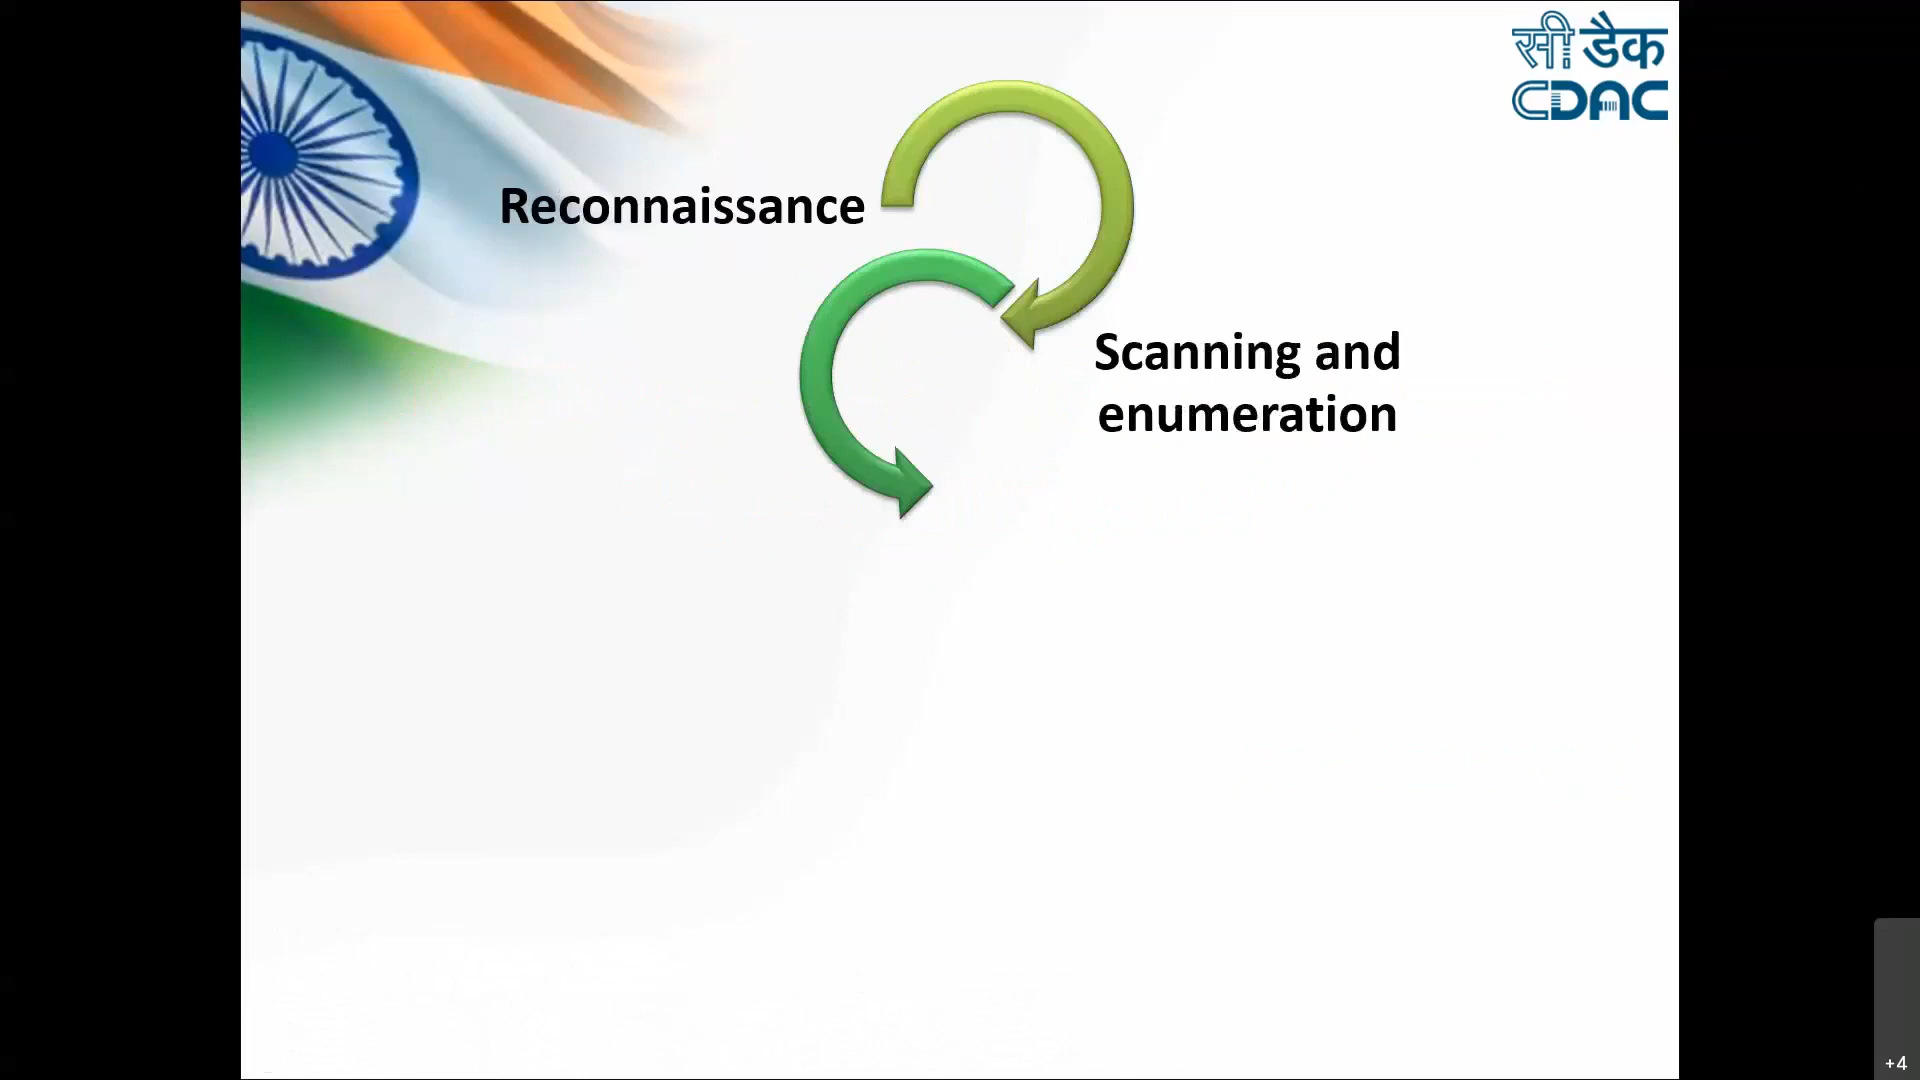 सी डैक
CDAC
Reconnaissance
Scanning and
enumeration
+4